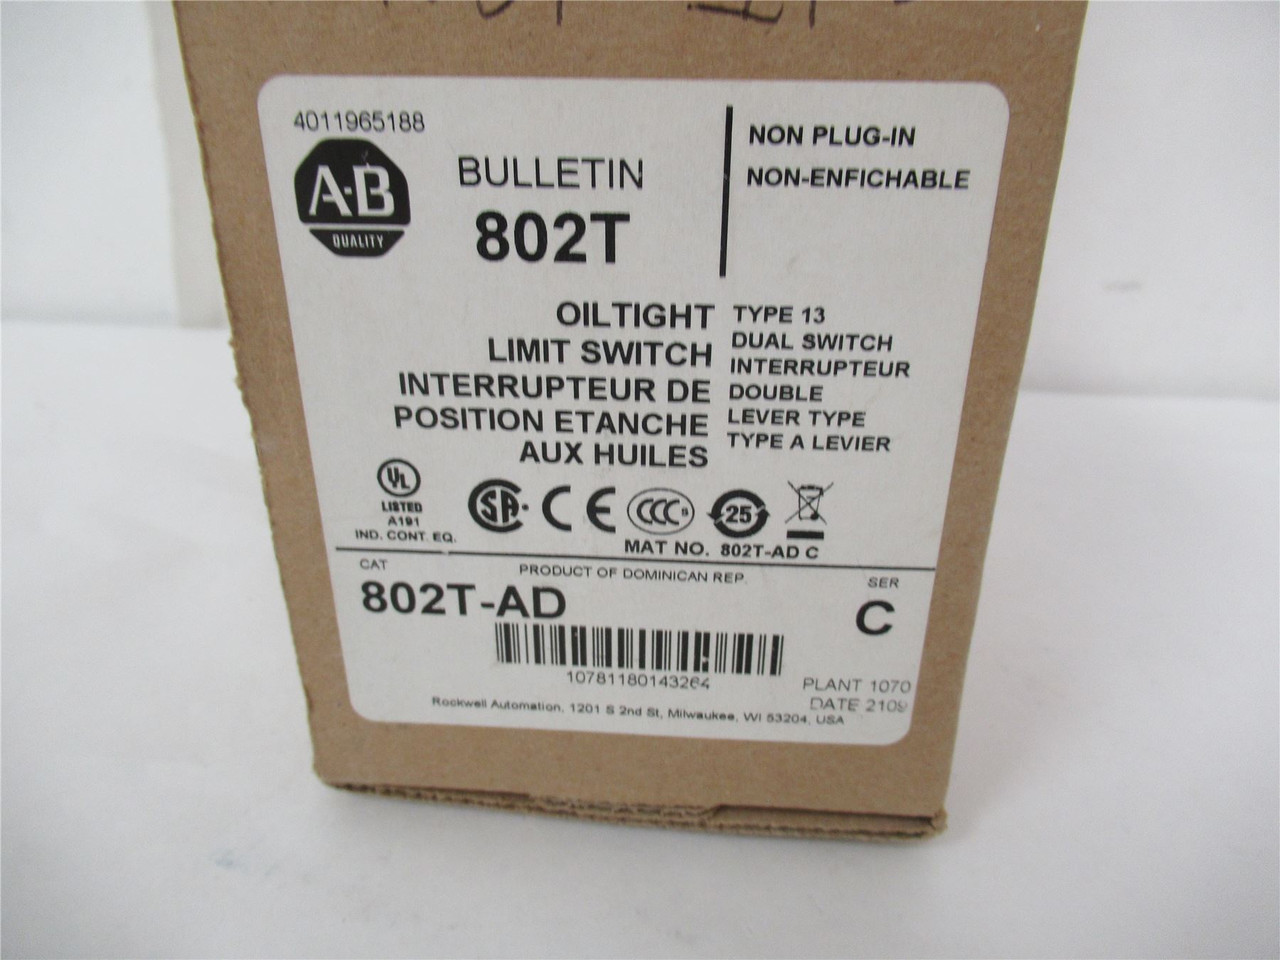 4011965188
A-B
QUALITY
BULLETIN
802T
NON PLUG-IN
NON-ENFICHABLE
OILTIGHT
LIMIT SWITCH
INTERRUPTEUR DE
POSITION ETANCHE
AUX HUILES
TYPE 13
DUAL SWITCH
INTERRUPTEUR
DOUBLE
LEVER TYPE
TYPE A LEVIER
UL
LISTED
A191
IND. CONT. EQ.
SA
CE
CCC S
25
MAT NO. 802T-AD C
CAT
PRODUCT OF DOMINICAN REP.
SER
802T-AD
C
10781180143264
PLANT 1070
DATE 2109
Rockwell Automation, 1201 S 2nd St, Milwaukee, WI 53204, USA